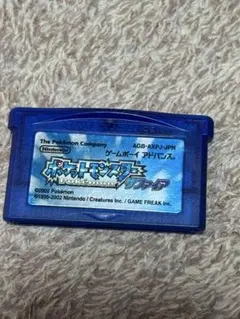 The Pokémon Company
AGB-AXPJ-JPN
Nintendo
ゲームボーイ アドバンス
ポケットモンスター
サファイア
©2002 Pokémon
©1995-2002 Nintendo / Creatures Inc. / GAME FREAK Inc.